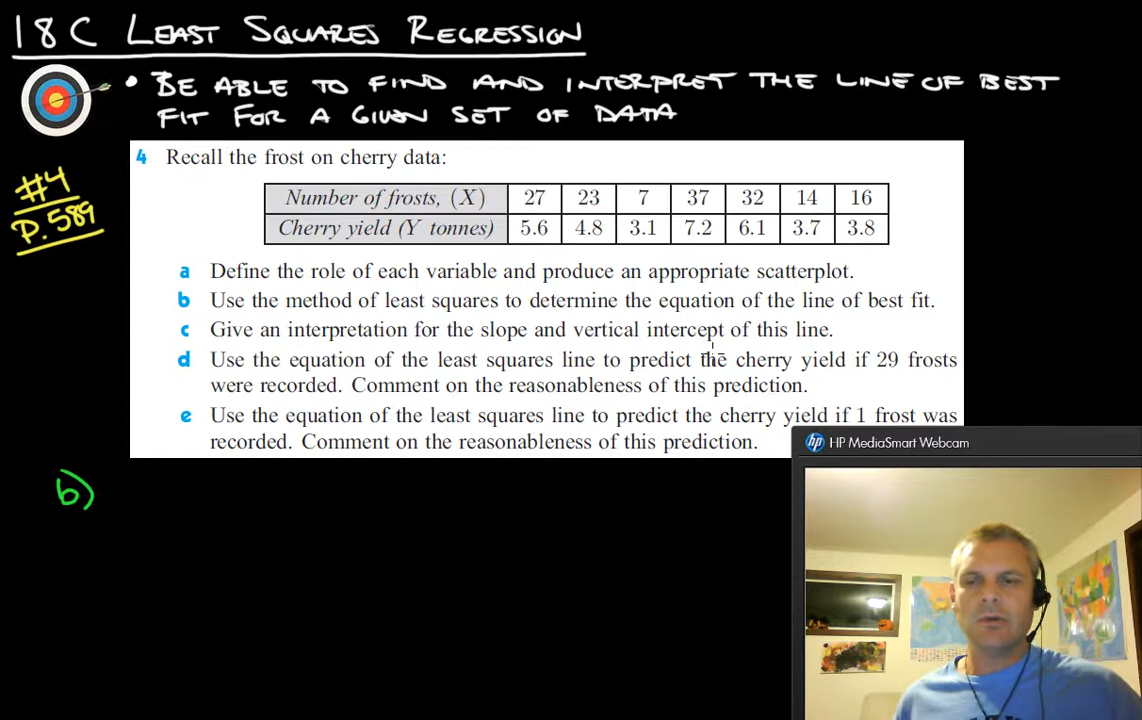 18C LEAST SQUARES REGRESSION
• BE ABLE TO FIND AND INTERPRET THE LINE OF BEST
FIT FOR A GIVEN SET OF DATA
#4
P.589
4 Recall the frost on cherry data:
Number of frosts, (X) 27 23 7 37 32 14 16
Cherry yield (Y tonnes) 5.6 4.8 3.1 7.2 6.1 3.7 3.8
a Define the role of each variable and produce an appropriate scatterplot.
b Use the method of least squares to determine the equation of the line of best fit.
c Give an interpretation for the slope and vertical intercept of this line.
d Use the equation of the least squares line to predict the cherry yield if 29 frosts
were recorded. Comment on the reasonableness of this prediction.
e Use the equation of the least squares line to predict the cherry yield if 1 frost was
recorded. Comment on the reasonableness of this prediction.
hp HP MediaSmart Webcam
b)